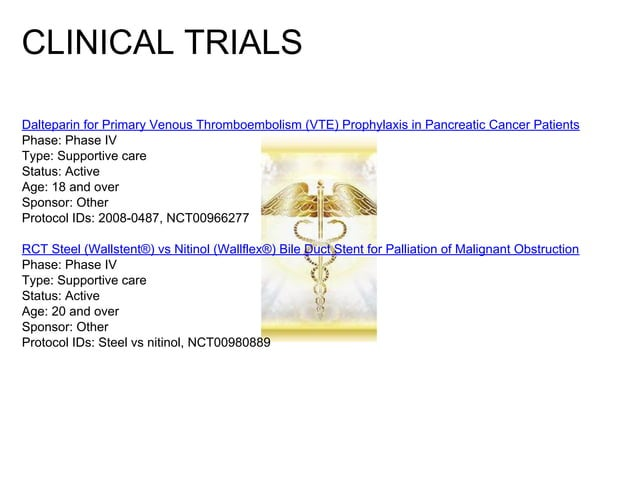 CLINICAL TRIALS
Dalteparin for Primary Venous Thromboembolism (VTE) Prophylaxis in Pancreatic Cancer Patients
Phase: Phase IV
Type: Supportive care
Status: Active
Age: 18 and over
Sponsor: Other
Protocol IDs: 2008-0487, NCT00966277
RCT Steel (Wallstent®) vs Nitinol (Wallflex®) Bile Duct Stent for Palliation of Malignant Obstruction
Phase: Phase IV
Type: Supportive care
Status: Active
Age: 20 and over
Sponsor: Other
Protocol IDs: Steel vs nitinol, NCT00980889